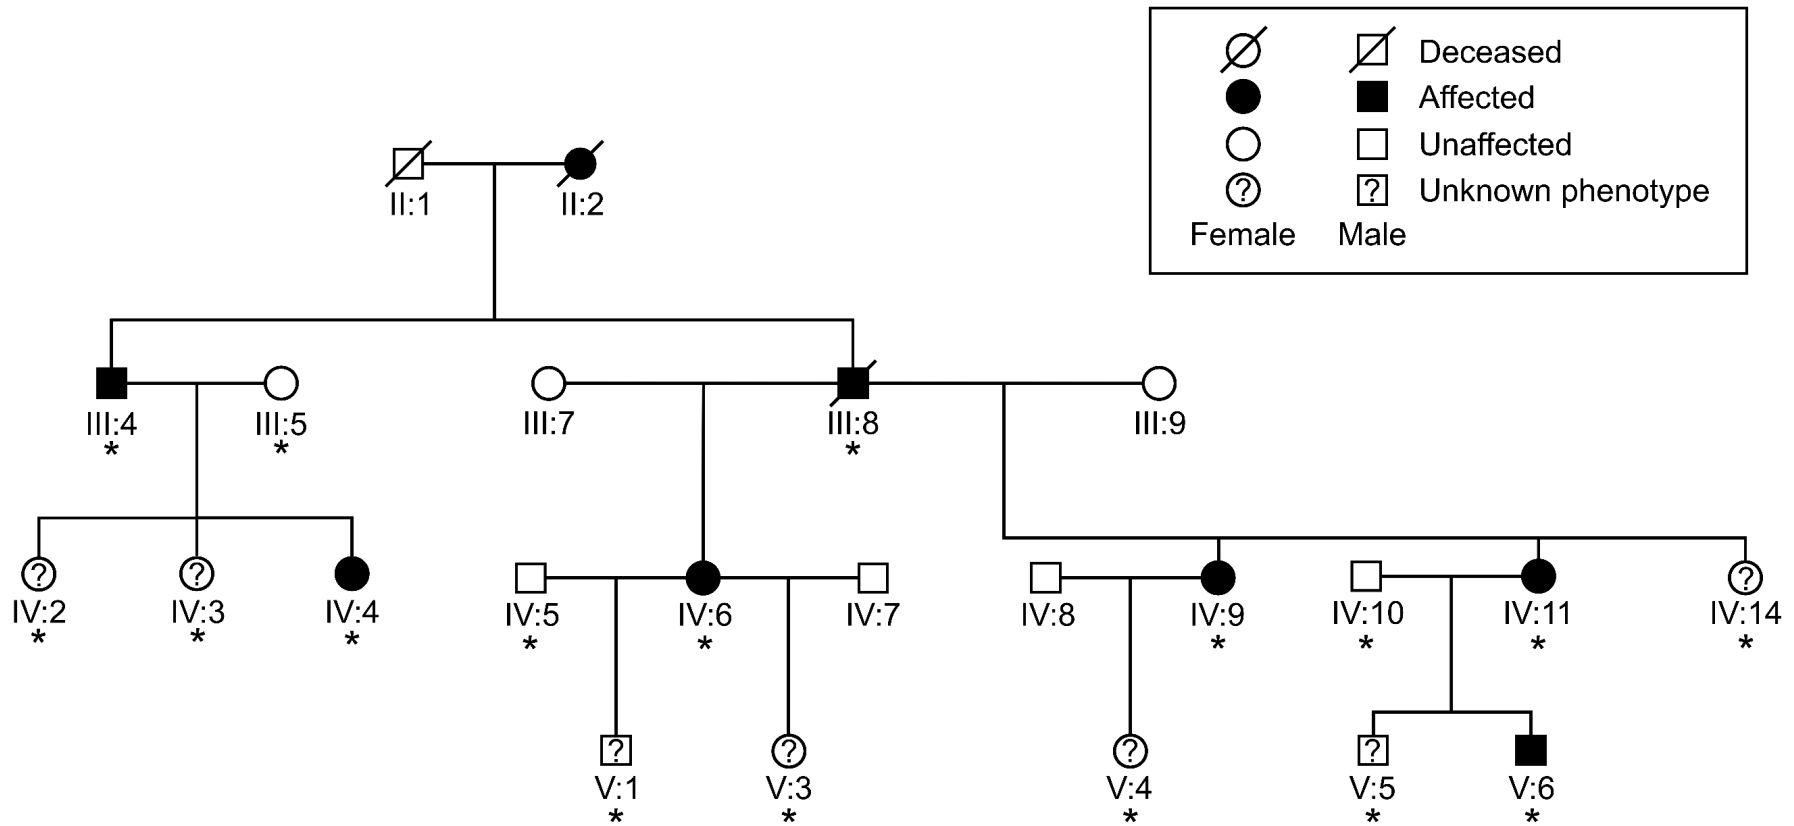 Deceased
Affected
Unaffected
? ? Unknown phenotype
Female Male
II:1 II:2
III:4 III:5 III:7 III:8 III:9
* * *
? ? ?
IV:2 IV:3 IV:4 IV:5 IV:6 IV:7 IV:8 IV:9 IV:10 IV:11 IV:14
* * * * * * * * *
? ? ? ?
V:1 V:3 V:4 V:5 V:6
* * * * *